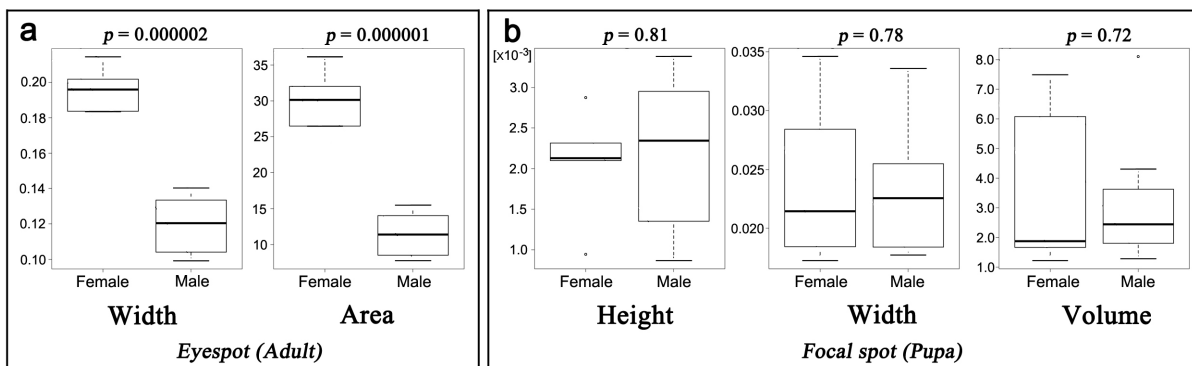 a
p = 0.000002
0.20
0.18
0.16
0.14
0.12
0.10
Female Male
Width
p = 0.000001
35
30
25
20
15
10
Female Male
Area
Eyespot (Adult)
b
p = 0.81
[x10⁻³]
3.0
2.5
2.0
1.5
1.0
Female Male
Height
p = 0.78
0.035
0.030
0.025
0.020
Female Male
Width
p = 0.72
8.0
7.0
6.0
5.0
4.0
3.0
2.0
1.0
Female Male
Volume
Focal spot (Pupa)